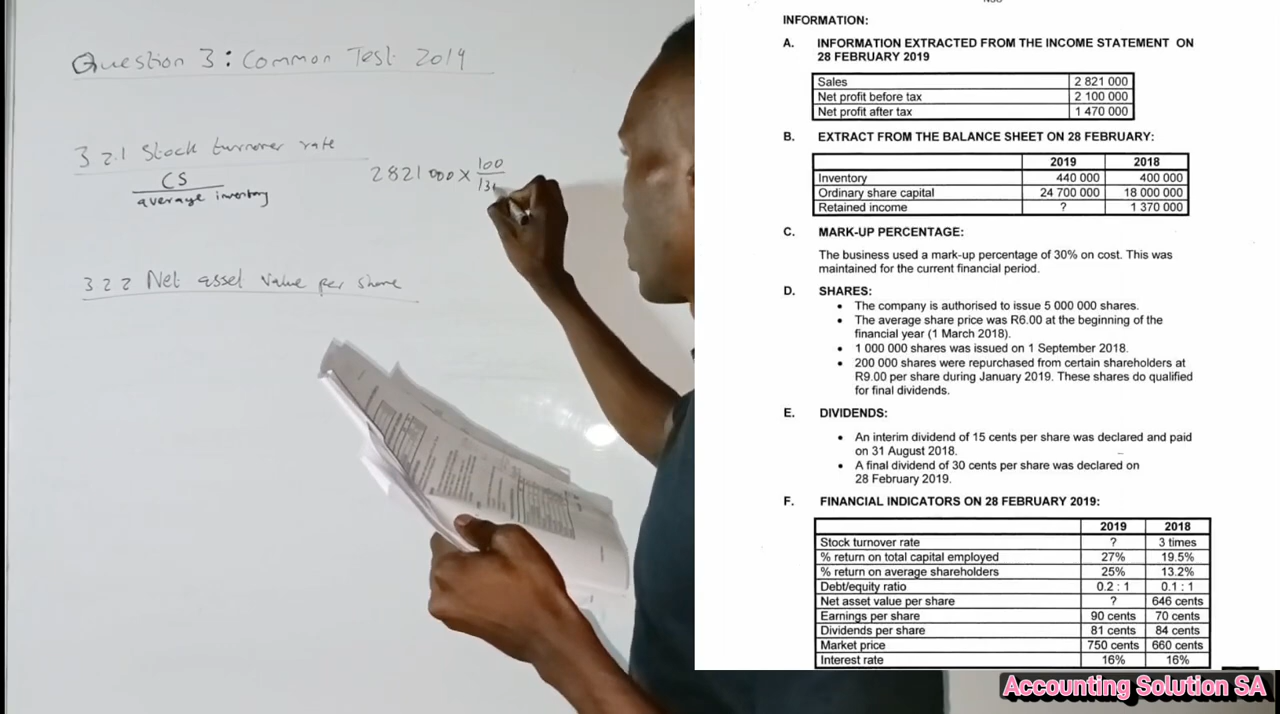 Question 3: Common Test 2019
3.2.1 Stock turnover rate
CS
average inventory
2821 000 × 100
13
3.2.2 Net asset value per share
INFORMATION:
A. INFORMATION EXTRACTED FROM THE INCOME STATEMENT ON
28 FEBRUARY 2019
Sales 2 821 000
Net profit before tax 2 100 000
Net profit after tax 1 470 000
B. EXTRACT FROM THE BALANCE SHEET ON 28 FEBRUARY:
2019 2018
Inventory 440 000 400 000
Ordinary share capital 24 700 000 18 000 000
Retained income ? 1 370 000
C. MARK-UP PERCENTAGE:
The business used a mark-up percentage of 30% on cost. This was
maintained for the current financial period.
D. SHARES:
• The company is authorised to issue 5 000 000 shares.
• The average share price was R6.00 at the beginning of the
financial year (1 March 2018).
• 1 000 000 shares was issued on 1 September 2018.
• 200 000 shares were repurchased from certain shareholders at
R9.00 per share during January 2019. These shares do qualified
for final dividends.
E. DIVIDENDS:
• An interim dividend of 15 cents per share was declared and paid
on 31 August 2018.
• A final dividend of 30 cents per share was declared on
28 February 2019.
F. FINANCIAL INDICATORS ON 28 FEBRUARY 2019:
2019 2018
Stock turnover rate ? 3 times
% return on total capital employed 27% 19.5%
% return on average shareholders 25% 13.2%
Debt/equity ratio 0.2 : 1 0.1 : 1
Net asset value per share ? 646 cents
Earnings per share 90 cents 70 cents
Dividends per share 81 cents 84 cents
Market price 750 cents 660 cents
Interest rate 16% 16%
Accounting Solution SA